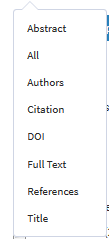 Abstract
All
Authors
Citation
DOI
Full Text
References
Title